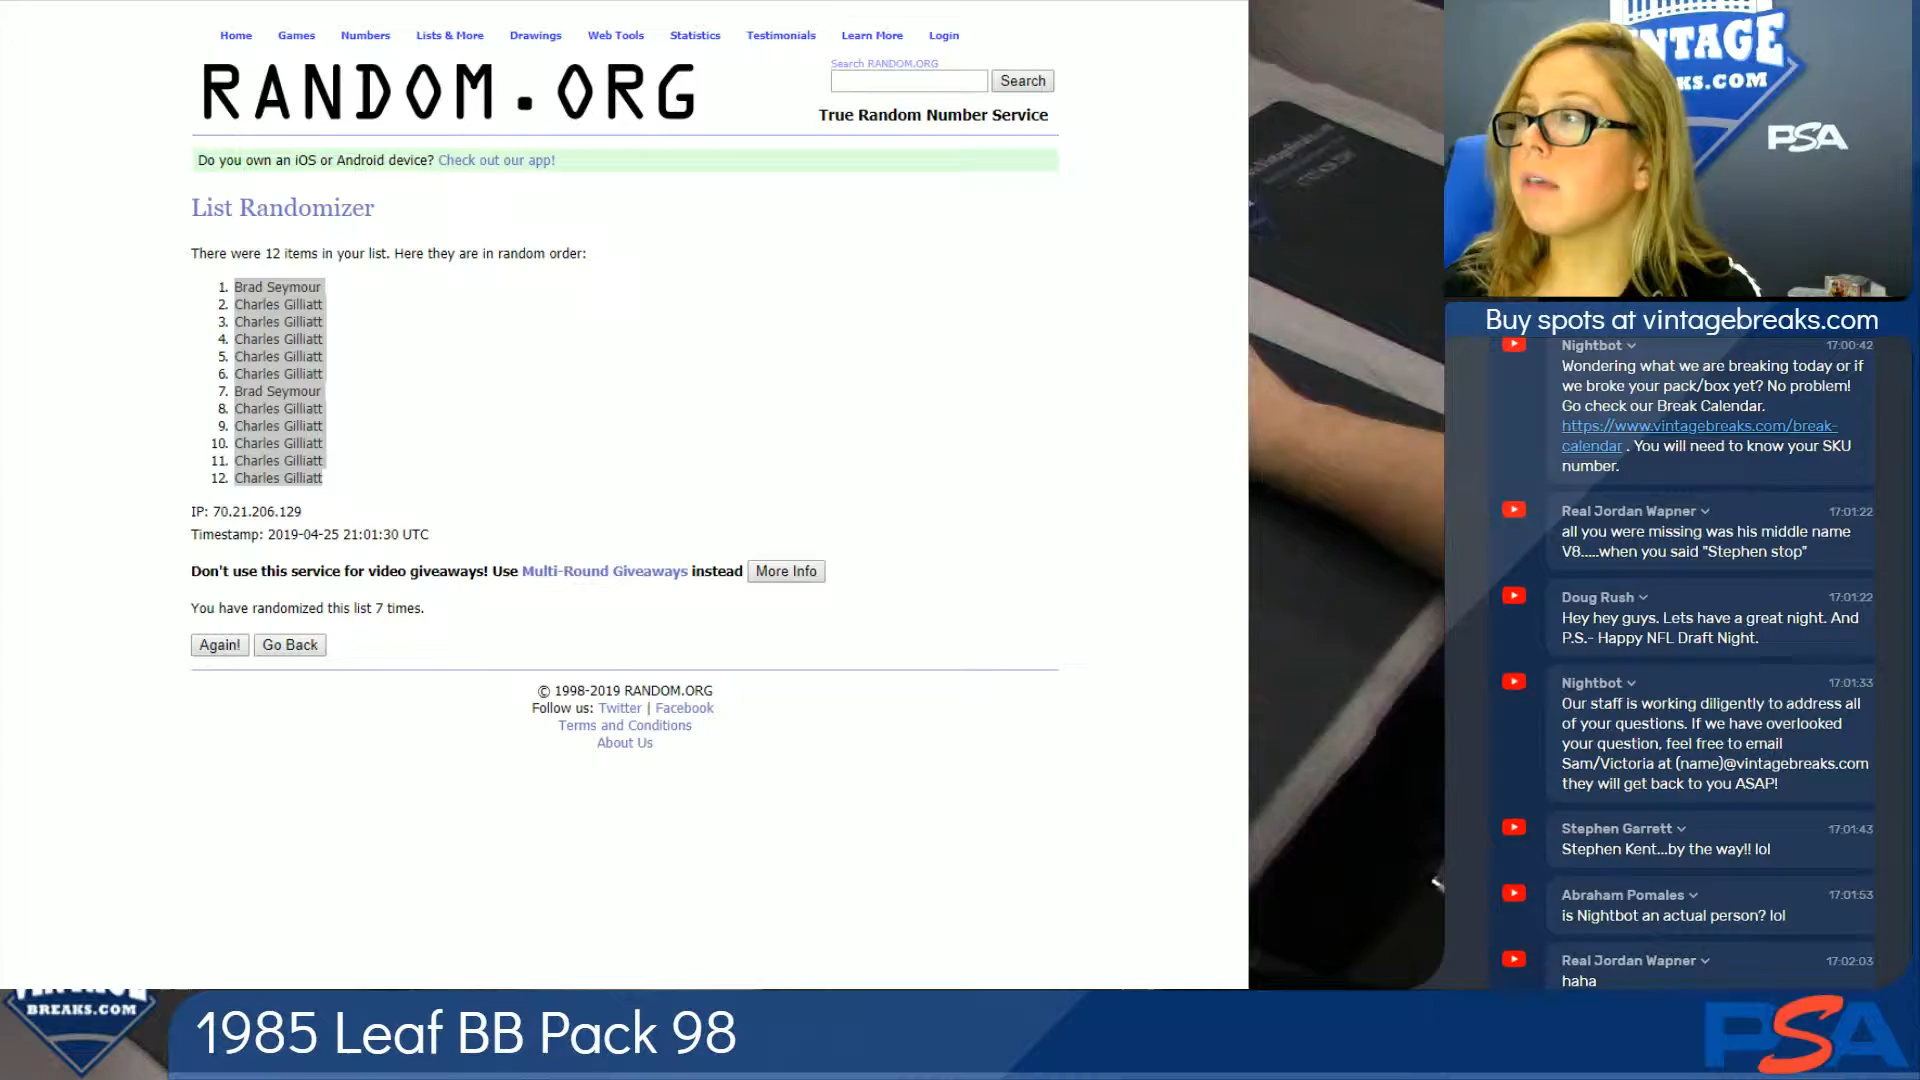 Home Games Numbers Lists & More Drawings Web Tools Statistics Testimonials Learn More Login
RANDOM.ORG
Search RANDOM.ORG
Search
True Random Number Service
Do you own an iOS or Android device? Check out our app!
List Randomizer
There were 12 items in your list. Here they are in random order:
1. Brad Seymour
2. Charles Gilliatt
3. Charles Gilliatt
4. Charles Gilliatt
5. Charles Gilliatt
6. Charles Gilliatt
7. Brad Seymour
8. Charles Gilliatt
9. Charles Gilliatt
10. Charles Gilliatt
11. Charles Gilliatt
12. Charles Gilliatt
IP: 70.21.206.129
Timestamp: 2019-04-25 21:01:30 UTC
Don't use this service for video giveaways! Use Multi-Round Giveaways instead More Info
You have randomized this list 7 times.
Again! Go Back
© 1998-2019 RANDOM.ORG
Follow us: Twitter | Facebook
Terms and Conditions
About Us
VINTAGE
BREAKS.COM
PSA
Buy spots at vintagebreaks.com
Nightbot 17:00:42
Wondering what we are breaking today or if
we broke your pack/box yet? No problem!
Go check our Break Calendar.
https://www.vintagebreaks.com/break-
calendar . You will need to know your SKU
number.
Real Jordan Wapner 17:01:22
all you were missing was his middle name
V8.....when you said "Stephen stop"
Doug Rush 17:01:22
Hey hey guys. Lets have a great night. And
P.S.- Happy NFL Draft Night.
Nightbot 17:01:33
Our staff is working diligently to address all
of your questions. If we have overlooked
your question, feel free to email
Sam/Victoria at (name)@vintagebreaks.com
they will get back to you ASAP!
Stephen Garrett 17:01:43
Stephen Kent...by the way!! lol
Abraham Pomales 17:01:53
is Nightbot an actual person? lol
Real Jordan Wapner 17:02:03
haha
VINTAGE
BREAKS.COM
1985 Leaf BB Pack 98
PSA